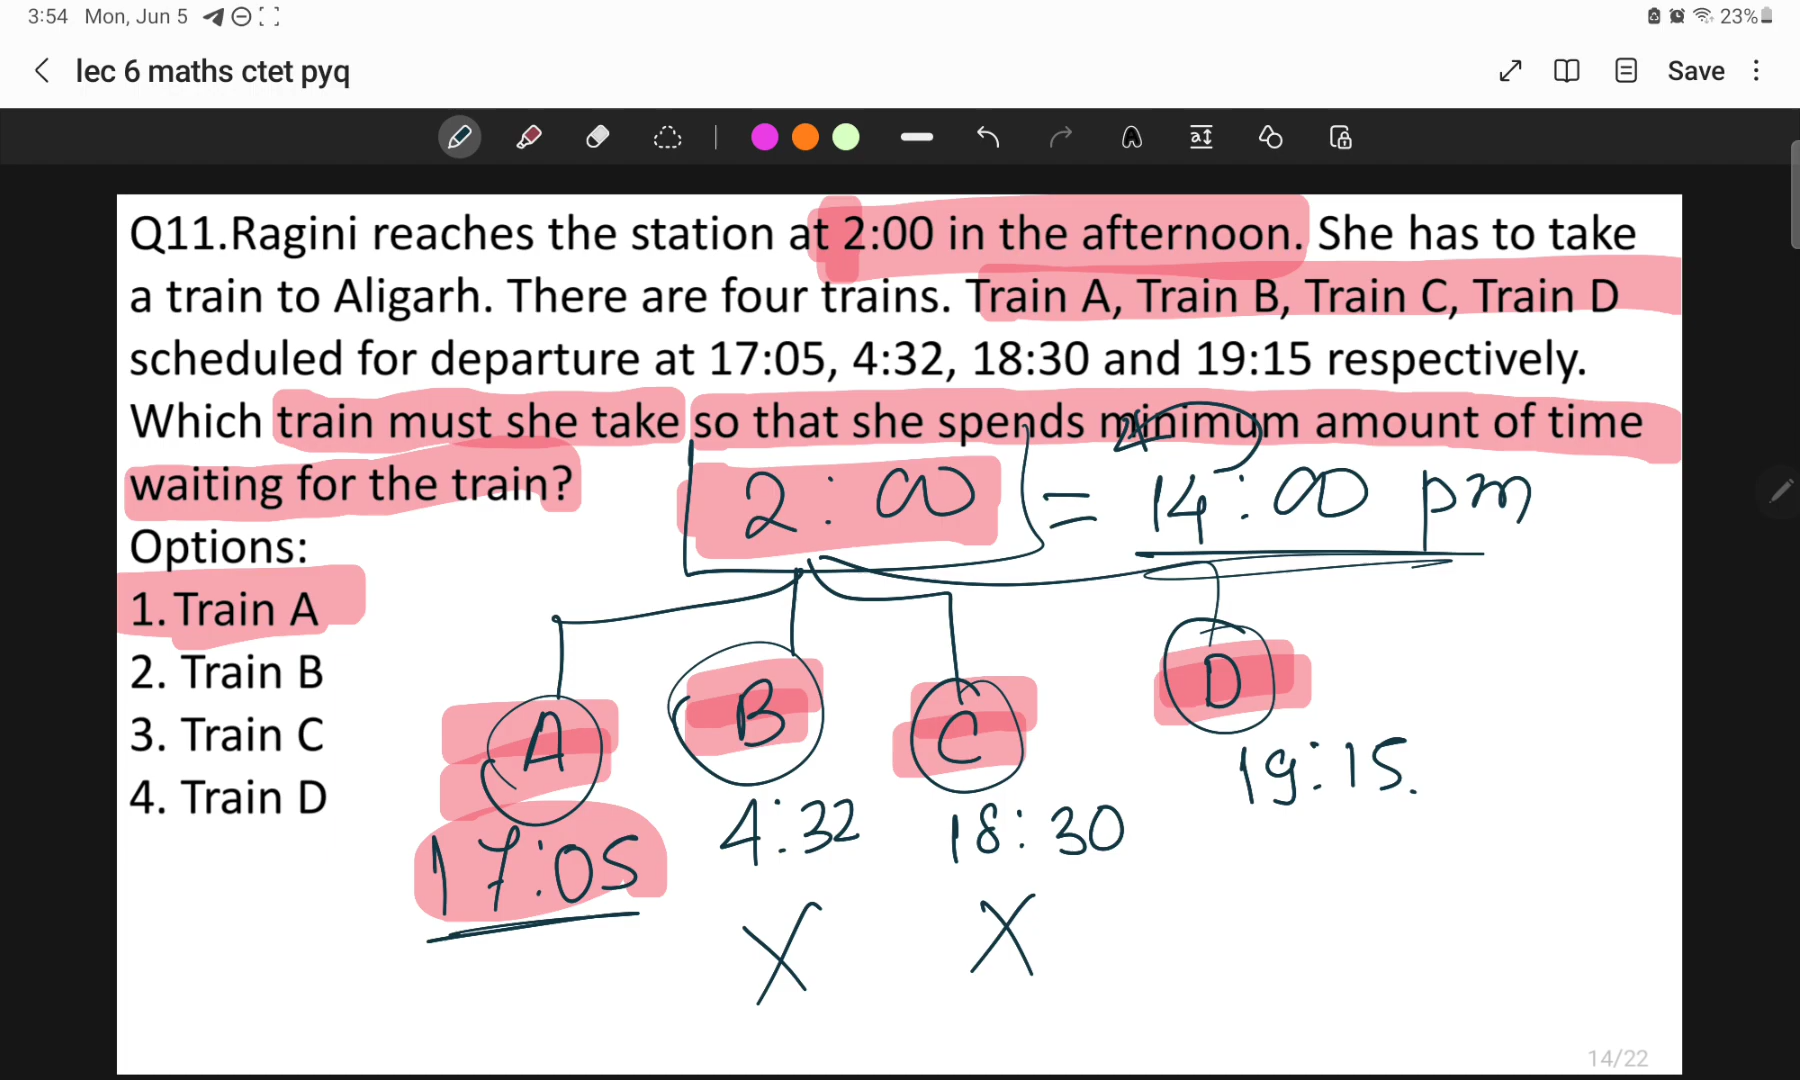 3:54 Mon, Jun 5 23%
lec 6 maths ctet pyq Save
Q11.Ragini reaches the station at 2:00 in the afternoon. She has to take
a train to Aligarh. There are four trains. Train A, Train B, Train C, Train D
scheduled for departure at 17:05, 4:32, 18:30 and 19:15 respectively.
Which train must she take so that she spends minimum amount of time
waiting for the train?
2:00 = 14:00 pm
Options:
1. Train A
2. Train B
3. Train C
4. Train D
A B C D
17:05 4:32 18:30 19:15.
X X
14/22